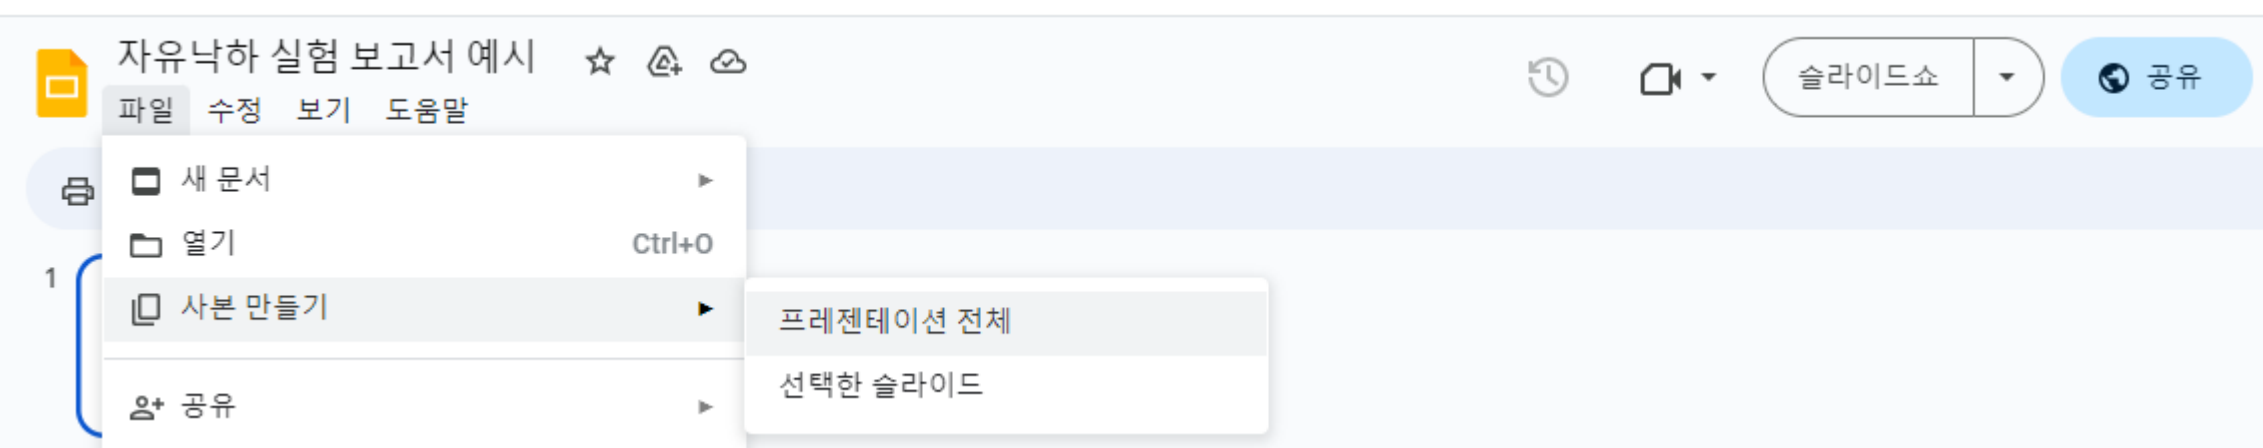 자유낙하 실험 보고서 예시
슬라이드쇼
공유
파일 수정 보기 도움말
새 문서
열기 Ctrl+O
1
사본 만들기
프레젠테이션 전체
선택한 슬라이드
공유